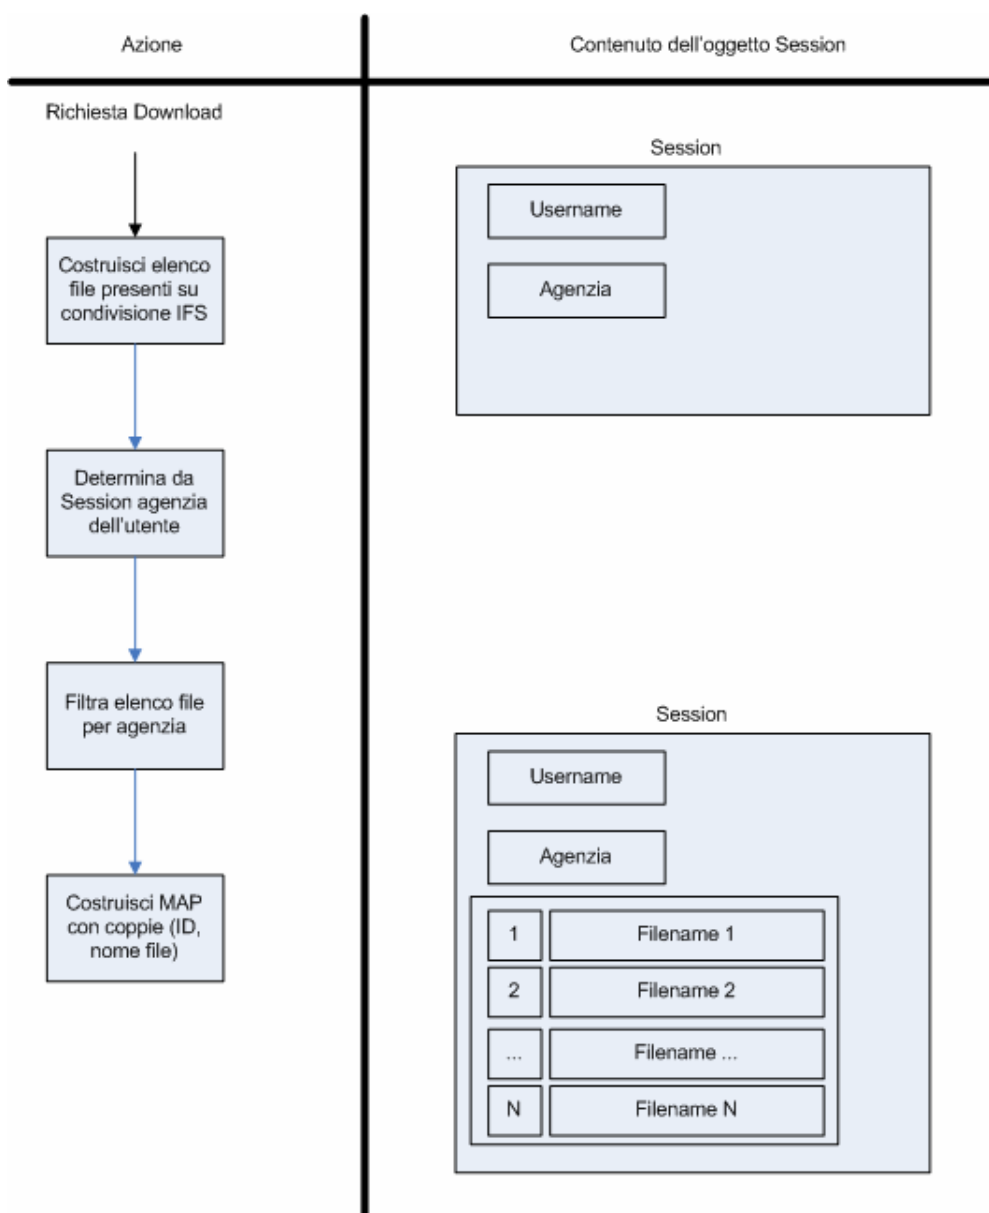 Azione
Contenuto dell'oggetto Session
Richiesta Download
Costruisci elenco
file presenti su
condivisione IFS
Determina da
Session agenzia
dell'utente
Filtra elenco file
per agenzia
Costruisci MAP
con coppie (ID,
nome file)
Session
Username
Agenzia
Session
Username
Agenzia
1 Filename 1
2 Filename 2
... Filename ...
N Filename N